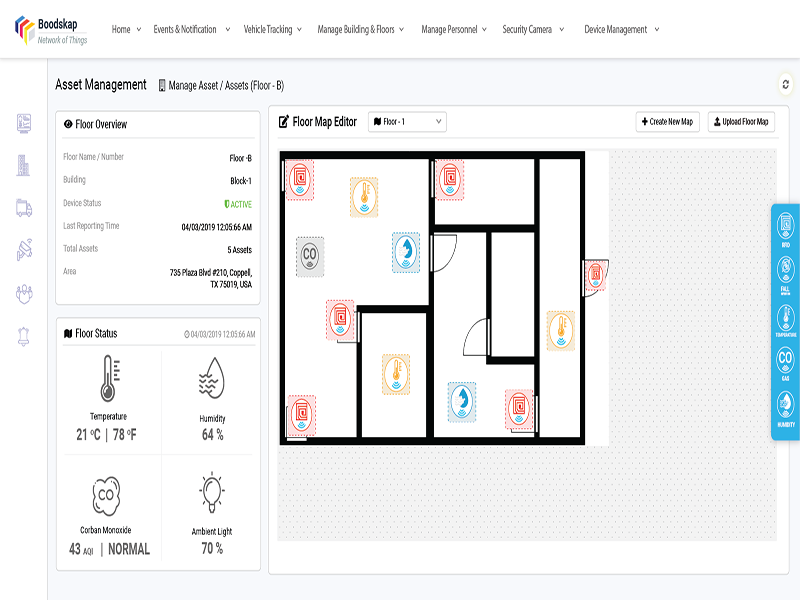 Boodskap
Network of Things
Home
Events & Notification
Vehicle Tracking
Manage Building & Floors
Manage Personnel
Security Camera
Device Management
Asset Management
Manage Asset / Assets (Floor - B)
Floor Overview
Floor Name / Number Floor -B
Building Block-1
Device Status ACTIVE
Last Reporting Time 04/03/2019 12:05:66 AM
Total Assets 5 Assets
Area 735 Plaza Blvd #210, Coppell,
TX 75019, USA
Floor Status 04/03/2019 12:05:66 AM
Temperature
21 ºC | 78 ºF
Humidity
64 %
CO
Corban Monoxide
43 AQI | NORMAL
Ambient Light
70 %
Floor Map Editor
Floor - 1
Create New Map
Upload Floor Map
CO
FALL
TEMPERATURE
CO
GAS
HUMIDITY